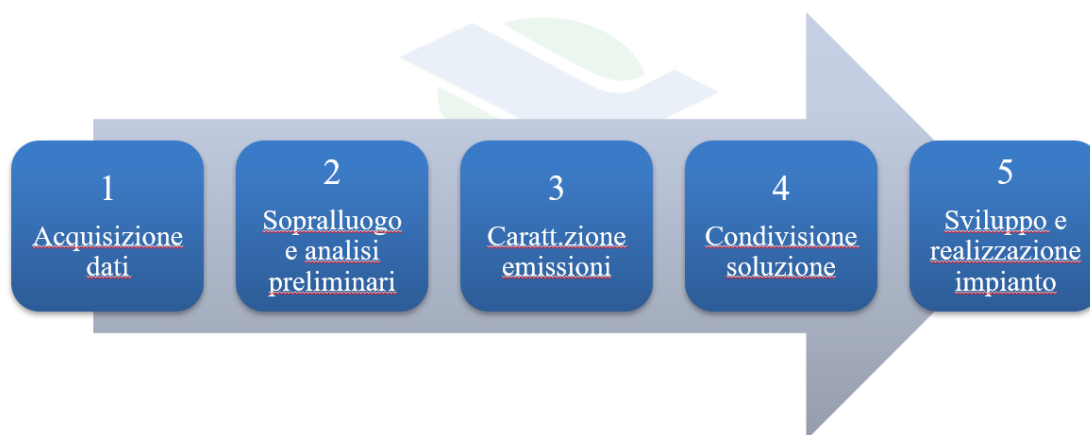 1
Acquisizione
dati
2
Sopralluogo
e analisi
preliminari
3
Caratt.zione
emissioni
4
Condivisione
soluzione
5
Sviluppo e
realizzazione
impianto